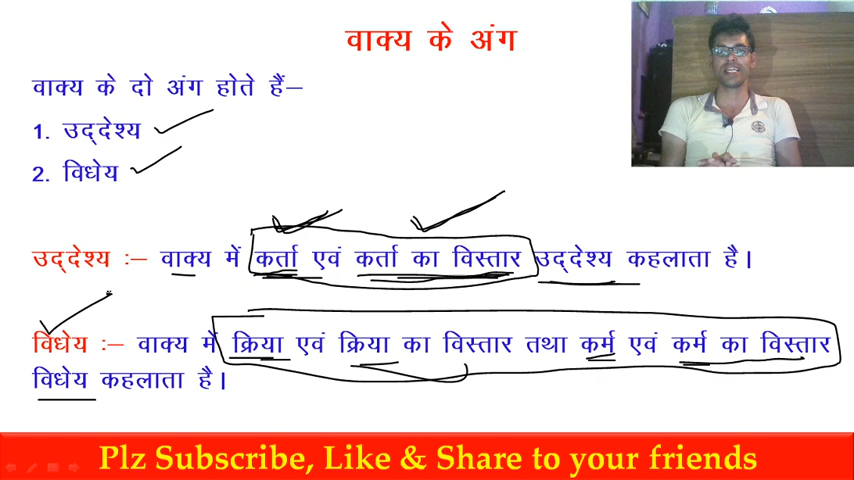 वाक्य के अंग
वाक्य के दो अंग होते हैं–
1. उद्देश्य
2. विधेय
उद्देश्य :– वाक्य में कर्ता एवं कर्ता का विस्तार उद्देश्य कहलाता है।
विधेय :– वाक्य में क्रिया एवं क्रिया का विस्तार तथा कर्म एवं कर्म का विस्तार
विधेय कहलाता है।
Plz Subscribe, Like & Share to your friends